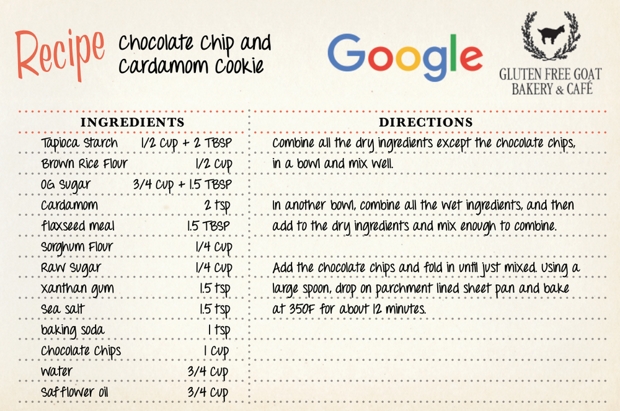 Recipe
Chocolate Chip and
Cardamom Cookie
Google
GLUTEN FREE GOAT
BAKERY & CAFÉ
INGREDIENTS
Tapioca Starch 1/2 Cup + 2 TBSP
Brown Rice Flour 1/2 Cup
OG Sugar 3/4 Cup + 1.5 TBSP
Cardamom 2 tsp
flaxseed meal 1.5 TBSP
Sorghum Flour 1/4 Cup
Raw Sugar 1/4 Cup
xanthan gum 1.5 tsp
Sea salt 1.5 tsp
baking soda 1 tsp
Chocolate Chips 1 Cup
water 3/4 Cup
Safflower oil 3/4 Cup
DIRECTIONS
Combine all the dry ingredients except the chocolate chips,
in a bowl and mix well.
In another bowl, combine all the wet ingredients, and then
add to the dry ingredients and mix enough to combine.
Add the chocolate chips and fold in until just mixed. Using a
large spoon, drop on parchment lined sheet pan and bake
at 350F for about 12 minutes.